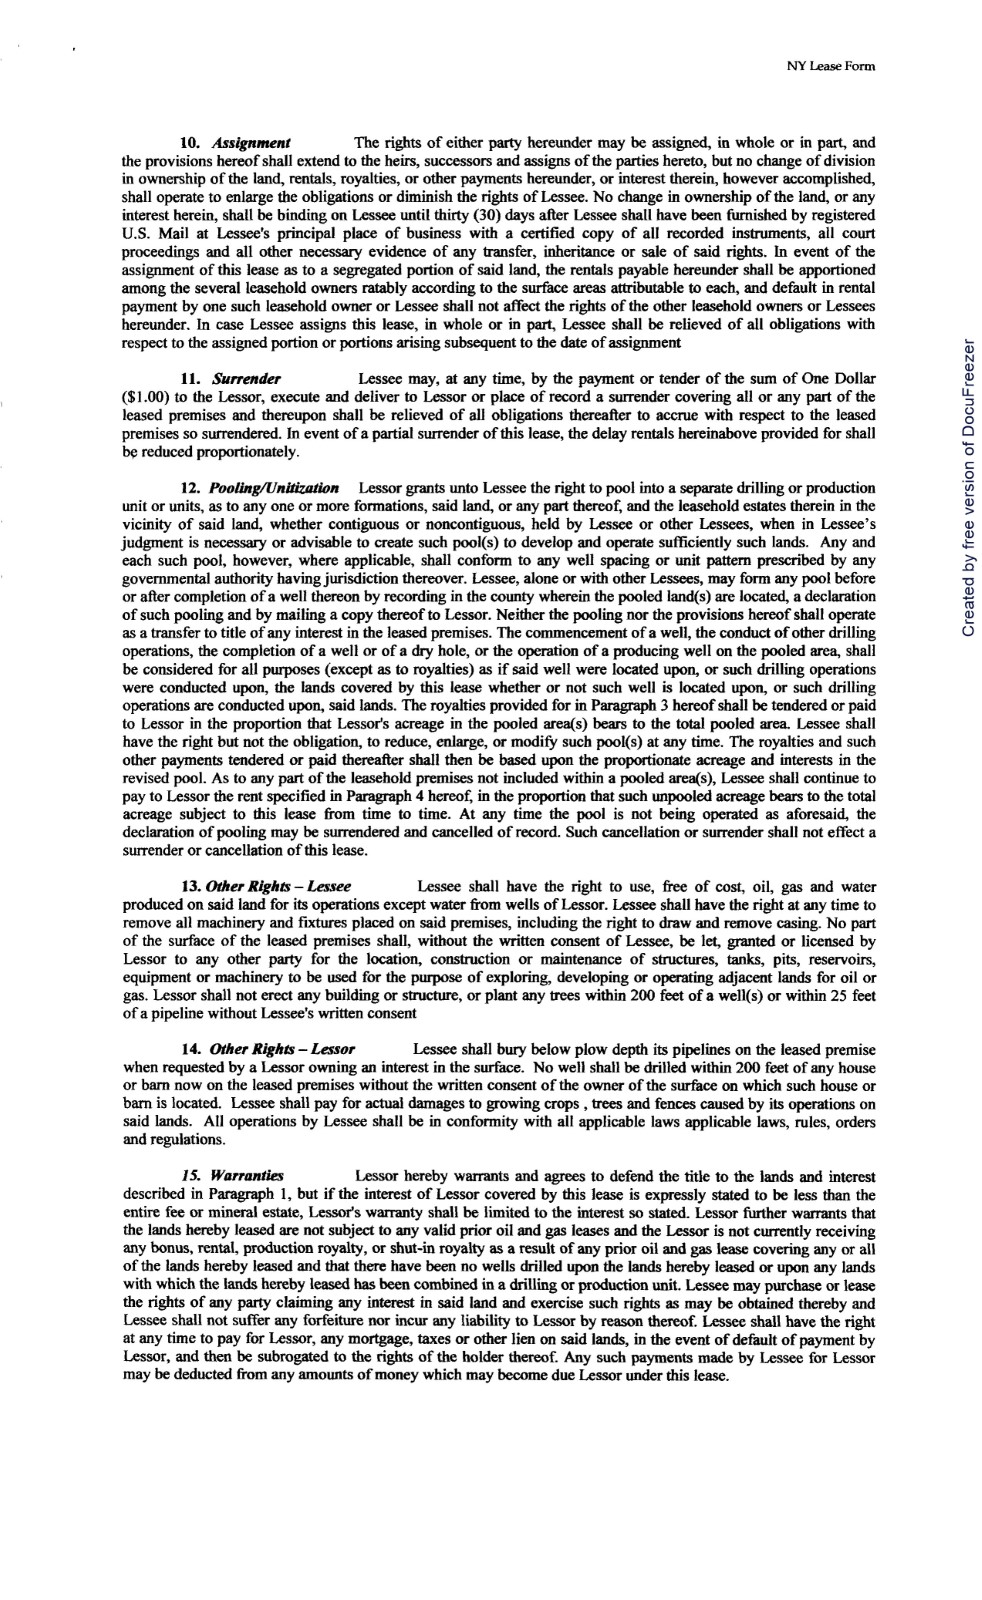 NY Lease Form
10. Assignment The rights of either party hereunder may be assigned, in whole or in part, and
the provisions hereof shall extend to the heirs, successors and assigns of the parties hereto, but no change of division
in ownership of the land, rentals, royalties, or other payments hereunder, or interest therein, however accomplished,
shall operate to enlarge the obligations or diminish the rights of Lessee. No change in ownership of the land, or any
interest herein, shall be binding on Lessee until thirty (30) days after Lessee shall have been furnished by registered
U.S. Mail at Lessee's principal place of business with a certified copy of all recorded instruments, all court
proceedings and all other necessary evidence of any transfer, inheritance or sale of said rights. In event of the
assignment of this lease as to a segregated portion of said land, the rentals payable hereunder shall be apportioned
among the several leasehold owners ratably according to the surface areas attributable to each, and default in rental
payment by one such leasehold owner or Lessee shall not affect the rights of the other leasehold owners or Lessees
hereunder. In case Lessee assigns this lease, in whole or in part, Lessee shall be relieved of all obligations with
respect to the assigned portion or portions arising subsequent to the date of assignment
11. Surrender Lessee may, at any time, by the payment or tender of the sum of One Dollar
($1.00) to the Lessor, execute and deliver to Lessor or place of record a surrender covering all or any part of the
leased premises and thereupon shall be relieved of all obligations thereafter to accrue with respect to the leased
premises so surrendered. In event of a partial surrender of this lease, the delay rentals hereinabove provided for shall
be reduced proportionately.
12. Pooling/Unitization Lessor grants unto Lessee the right to pool into a separate drilling or production
unit or units, as to any one or more formations, said land, or any part thereof, and the leasehold estates therein in the
vicinity of said land, whether contiguous or noncontiguous, held by Lessee or other Lessees, when in Lessee's
judgment is necessary or advisable to create such pool(s) to develop and operate sufficiently such lands. Any and
each such pool, however, where applicable, shall conform to any well spacing or unit pattern prescribed by any
governmental authority having jurisdiction thereover. Lessee, alone or with other Lessees, may form any pool before
or after completion of a well thereon by recording in the county wherein the pooled land(s) are located, a declaration
of such pooling and by mailing a copy thereof to Lessor. Neither the pooling nor the provisions hereof shall operate
as a transfer to title of any interest in the leased premises. The commencement of a well, the conduct of other drilling
operations, the completion of a well or of a dry hole, or the operation of a producing well on the pooled area, shall
be considered for all purposes (except as to royalties) as if said well were located upon, or such drilling operations
were conducted upon, the lands covered by this lease whether or not such well is located upon, or such drilling
operations are conducted upon, said lands. The royalties provided for in Paragraph 3 hereof shall be tendered or paid
to Lessor in the proportion that Lessor's acreage in the pooled area(s) bears to the total pooled area. Lessee shall
have the right but not the obligation, to reduce, enlarge, or modify such pool(s) at any time. The royalties and such
other payments tendered or paid thereafter shall then be based upon the proportionate acreage and interests in the
revised pool. As to any part of the leasehold premises not included within a pooled area(s), Lessee shall continue to
pay to Lessor the rent specified in Paragraph 4 hereof, in the proportion that such unpooled acreage bears to the total
acreage subject to this lease from time to time. At any time the pool is not being operated as aforesaid, the
declaration of pooling may be surrendered and cancelled of record. Such cancellation or surrender shall not effect a
surrender or cancellation of this lease.
13. Other Rights – Lessee Lessee shall have the right to use, free of cost, oil, gas and water
produced on said land for its operations except water from wells of Lessor. Lessee shall have the right at any time to
remove all machinery and fixtures placed on said premises, including the right to draw and remove casing. No part
of the surface of the leased premises shall, without the written consent of Lessee, be let, granted or licensed by
Lessor to any other party for the location, construction or maintenance of structures, tanks, pits, reservoirs,
equipment or machinery to be used for the purpose of exploring, developing or operating adjacent lands for oil or
gas. Lessor shall not erect any building or structure, or plant any trees within 200 feet of a well(s) or within 25 feet
of a pipeline without Lessee's written consent
14. Other Rights – Lessor Lessee shall bury below plow depth its pipelines on the leased premise
when requested by a Lessor owning an interest in the surface. No well shall be drilled within 200 feet of any house
or barn now on the leased premises without the written consent of the owner of the surface on which such house or
barn is located. Lessee shall pay for actual damages to growing crops , trees and fences caused by its operations on
said lands. All operations by Lessee shall be in conformity with all applicable laws applicable laws, rules, orders
and regulations.
15. Warranties Lessor hereby warrants and agrees to defend the title to the lands and interest
described in Paragraph 1, but if the interest of Lessor covered by this lease is expressly stated to be less than the
entire fee or mineral estate, Lessor's warranty shall be limited to the interest so stated. Lessor further warrants that
the lands hereby leased are not subject to any valid prior oil and gas leases and the Lessor is not currently receiving
any bonus, rental, production royalty, or shut-in royalty as a result of any prior oil and gas lease covering any or all
of the lands hereby leased and that there have been no wells drilled upon the lands hereby leased or upon any lands
with which the lands hereby leased has been combined in a drilling or production unit. Lessee may purchase or lease
the rights of any party claiming any interest in said land and exercise such rights as may be obtained thereby and
Lessee shall not suffer any forfeiture nor incur any liability to Lessor by reason thereof. Lessee shall have the right
at any time to pay for Lessor, any mortgage, taxes or other lien on said lands, in the event of default of payment by
Lessor, and then be subrogated to the rights of the holder thereof. Any such payments made by Lessee for Lessor
may be deducted from any amounts of money which may become due Lessor under this lease.
Created by free version of DocuFreezer